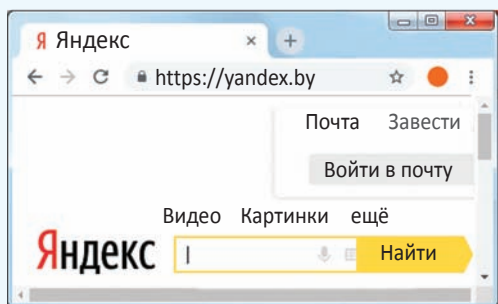 Я Яндекс
https://yandex.by
Почта Завести
Войти в почту
Видео Картинки ещё
Яндекс Найти